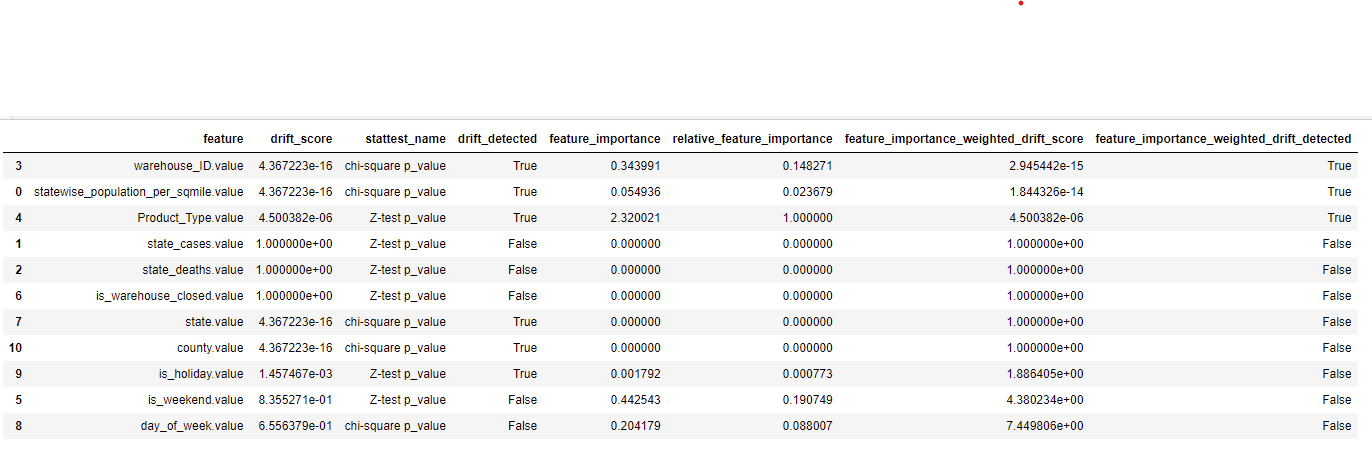 feature drift_score stattest_name drift_detected feature_importance relative_feature_importance feature_importance_weighted_drift_score feature_importance_weighted_drift_detected
3 warehouse_ID.value 4.367223e-16 chi-square p_value True 0.343991 0.148271 2.945442e-15 True
0 statewise_population_per_sqmile.value 4.367223e-16 chi-square p_value True 0.054936 0.023679 1.844326e-14 True
4 Product_Type.value 4.500382e-06 Z-test p_value True 2.320021 1.000000 4.500382e-06 True
1 state_cases.value 1.000000e+00 Z-test p_value False 0.000000 0.000000 1.000000e+00 False
2 state_deaths.value 1.000000e+00 Z-test p_value False 0.000000 0.000000 1.000000e+00 False
6 is_warehouse_closed.value 1.000000e+00 Z-test p_value False 0.000000 0.000000 1.000000e+00 False
7 state.value 4.367223e-16 chi-square p_value True 0.000000 0.000000 1.000000e+00 False
10 county.value 4.367223e-16 chi-square p_value True 0.000000 0.000000 1.000000e+00 False
9 is_holiday.value 1.457467e-03 Z-test p_value True 0.001792 0.000773 1.886405e+00 False
5 is_weekend.value 8.355271e-01 Z-test p_value False 0.442543 0.190749 4.380234e+00 False
8 day_of_week.value 6.556379e-01 chi-square p_value False 0.204179 0.088007 7.449806e+00 False